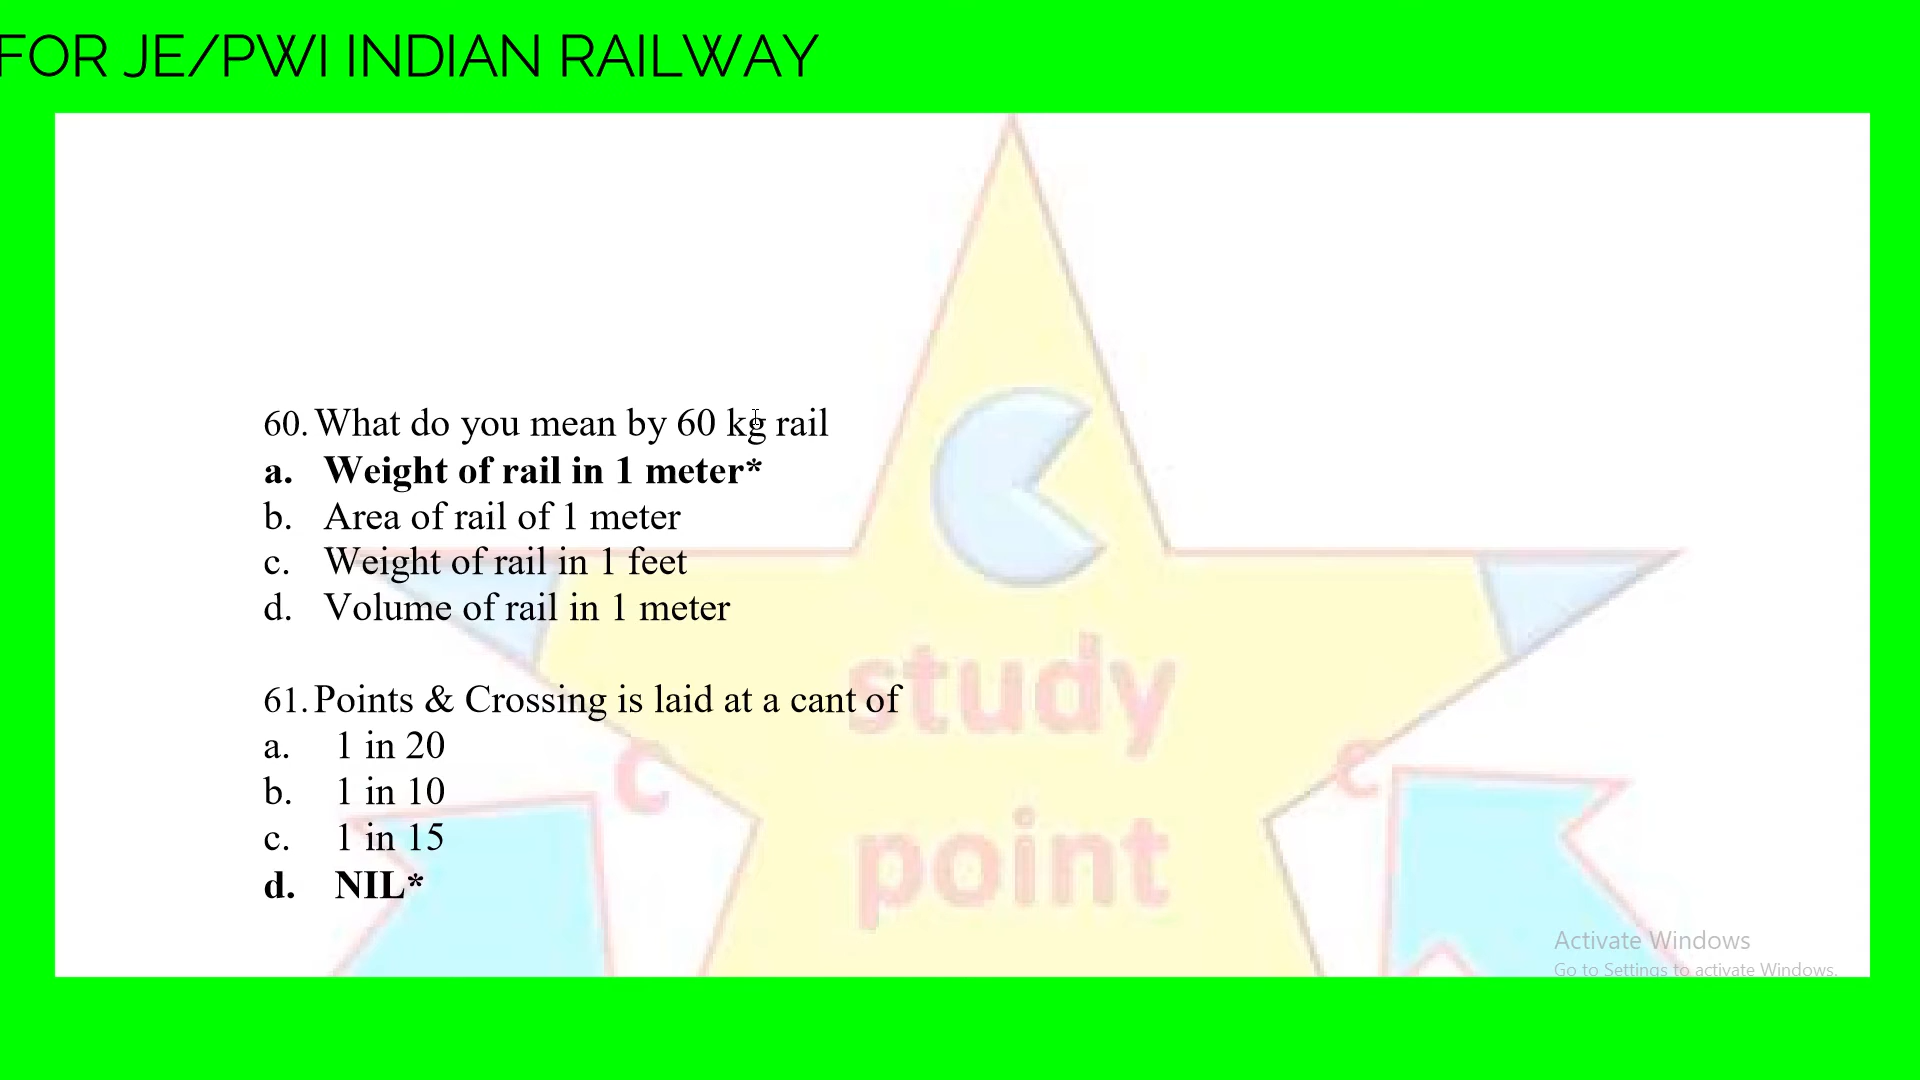 FOR JE/PWI INDIAN RAILWAY
60. What do you mean by 60 kg rail
a. Weight of rail in 1 meter*
b. Area of rail of 1 meter
c. Weight of rail in 1 feet
d. Volume of rail in 1 meter
61. Points & Crossing is laid at a cant of
a. 1 in 20
b. 1 in 10
c. 1 in 15
d. NIL*
study
c c
point
Activate Windows
Go to Settings to activate Windows.